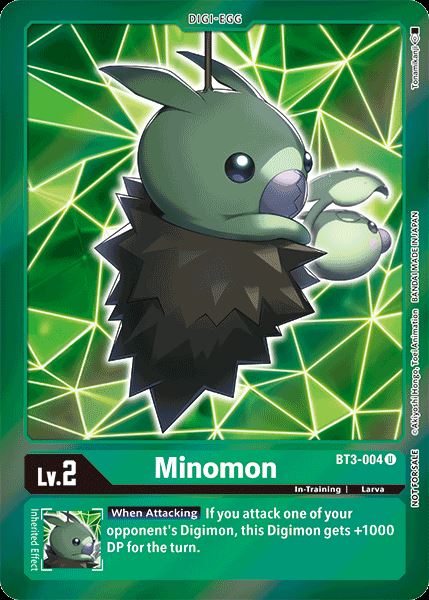 DIGI-EGG
Tonamikanji
BANDAI MADE IN JAPAN
©Akiyoshi Hongo, Toei Animation
NOT FOR SALE
Lv.2
Minomon
BT3-004 U
In-Training | Larva
Inherited Effect
When Attacking If you attack one of your
opponent's Digimon, this Digimon gets +1000
DP for the turn.